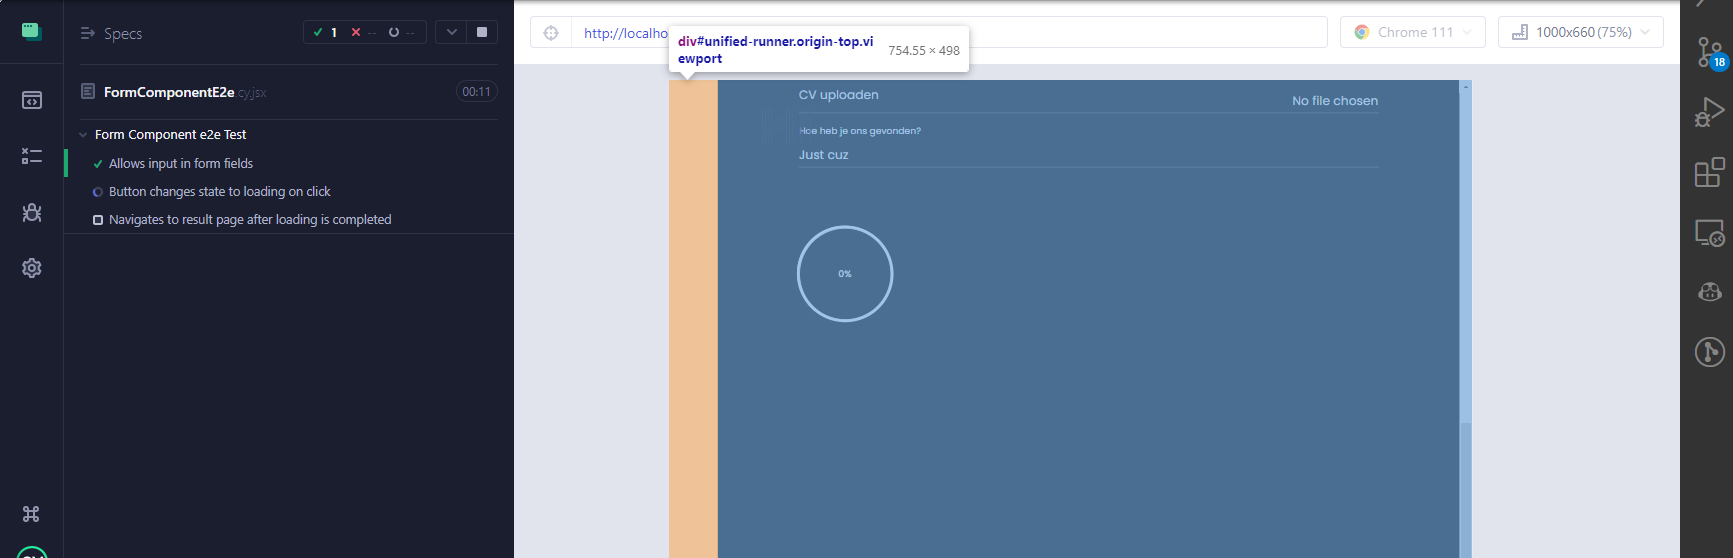 Specs
1
--
--
FormComponentE2e.cy.jsx
00:11
Form Component e2e Test
Allows input in form fields
Button changes state to loading on click
Navigates to result page after loading is completed
http://localho
div#unified-runner.origin-top.vi
ewport
754.55 × 498
Chrome 111
1000x660 (75%)
CV uploaden
No file chosen
Hoe heb je ons gevonden?
Just cuz
0%
18